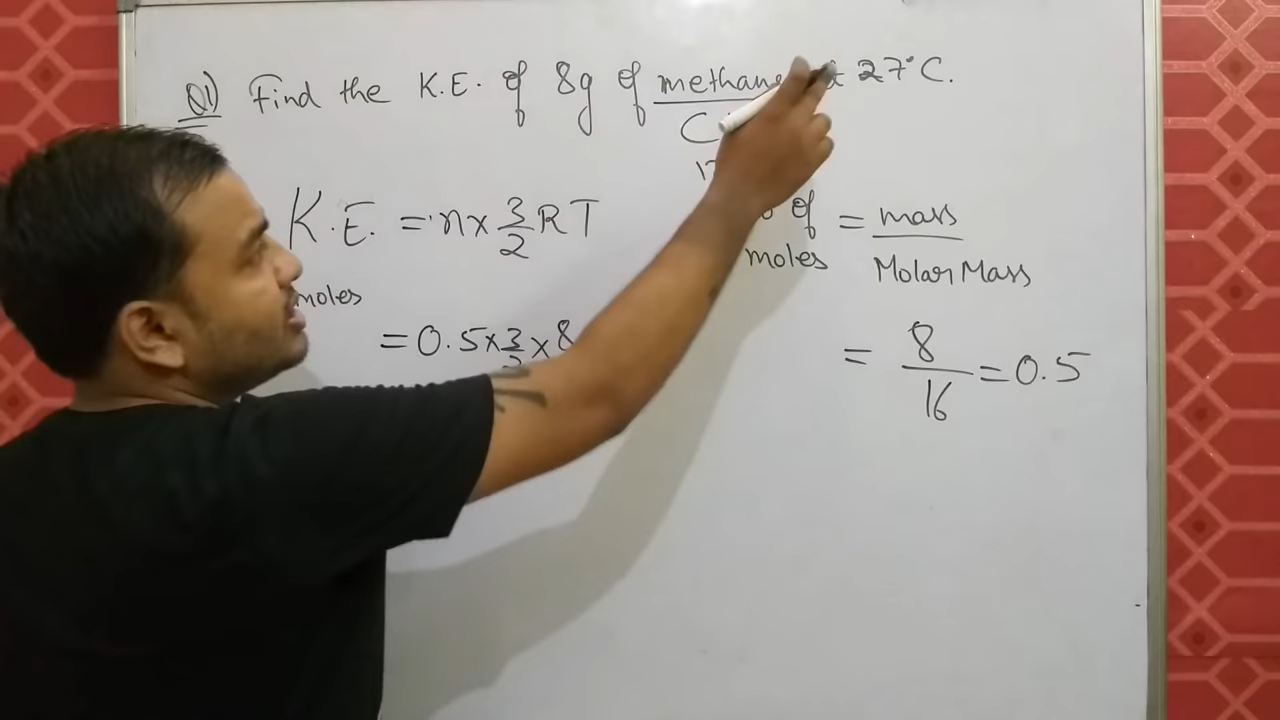 Q1) Find the K.E. of 8g of methane 27°C.
C
K.E. = n × 3/2 RT
of = mass / Molar Mass
moles
moles
= 0.5 × 3/2 × 8
= 8/16 = 0.5